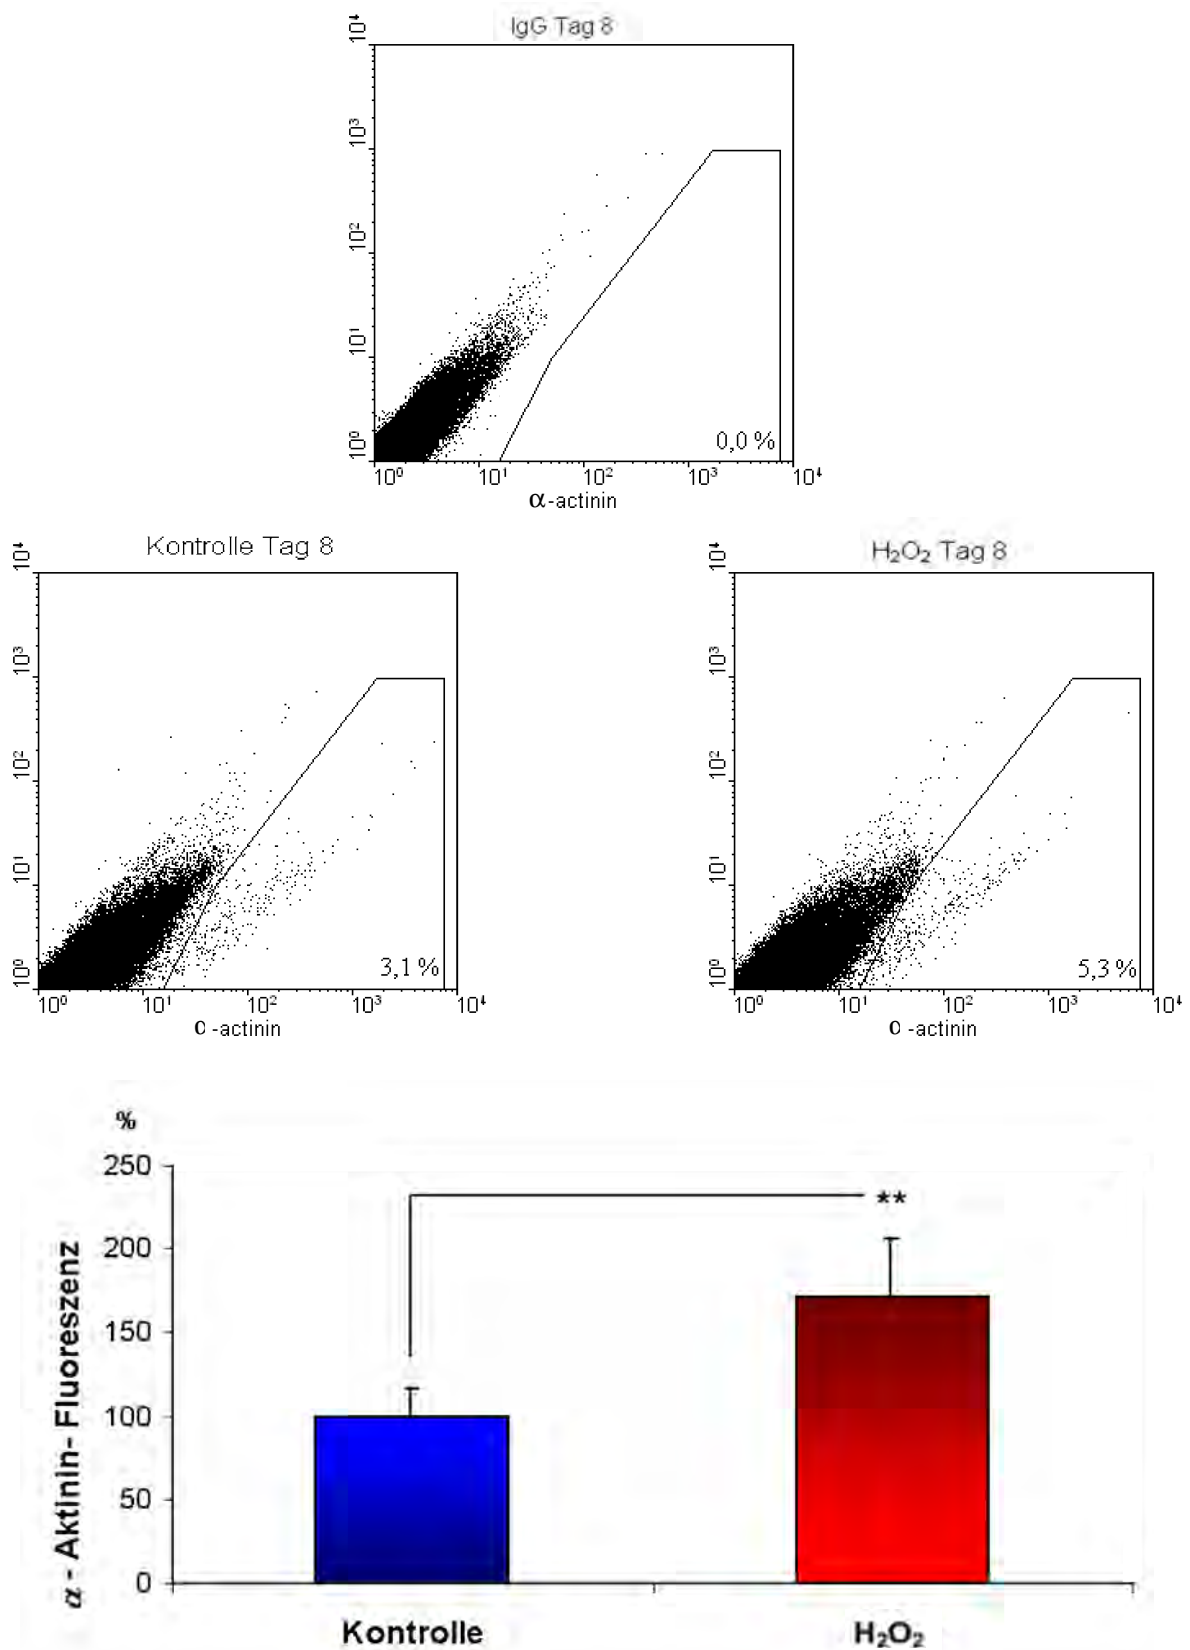 IgG Tag 8
10⁴
10³
10²
10¹
10⁰
0,0 %
10⁰ 10¹ 10² 10³ 10⁴
α-actinin
Kontrolle Tag 8
10⁴
10³
10²
10¹
10⁰
3,1 %
10⁰ 10¹ 10² 10³ 10⁴
α -actinin
H₂O₂ Tag 8
10⁴
10³
10²
10¹
10⁰
5,3 %
10⁰ 10¹ 10² 10³ 10⁴
α -actinin
%
250
200
150
100
50
0
**
α - Aktinin- Fluoreszenz
Kontrolle H₂O₂